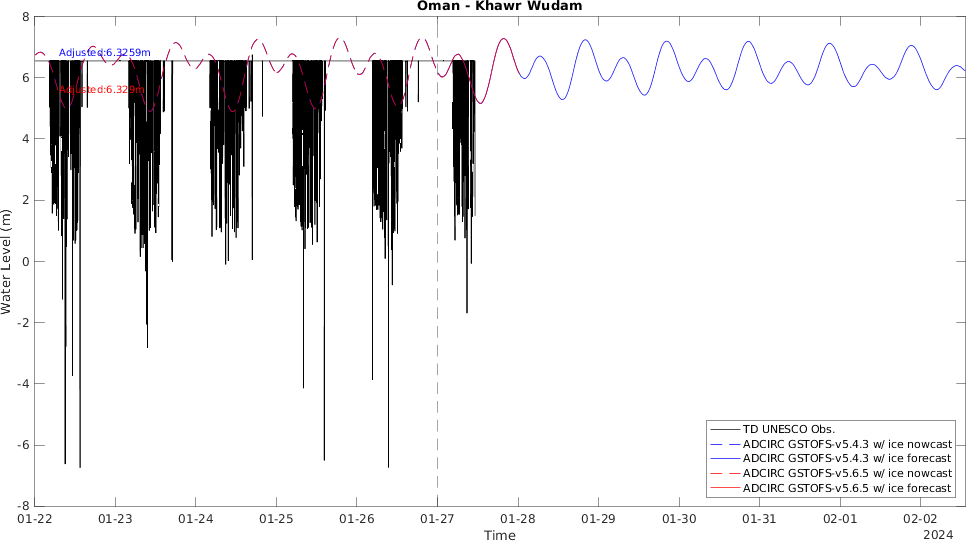 Oman - Khawr Wudam
8
6
4
2
0
-2
-4
-6
-8
Water Level (m)
Adjusted:6.3259m
Adjusted:6.329m
TD UNESCO Obs.
ADCIRC GSTOFS-v5.4.3 w/ ice nowcast
ADCIRC GSTOFS-v5.4.3 w/ ice forecast
ADCIRC GSTOFS-v5.6.5 w/ ice nowcast
ADCIRC GSTOFS-v5.6.5 w/ ice forecast
01-22 01-23 01-24 01-25 01-26 01-27 01-28 01-29 01-30 01-31 02-01 02-02
Time
2024